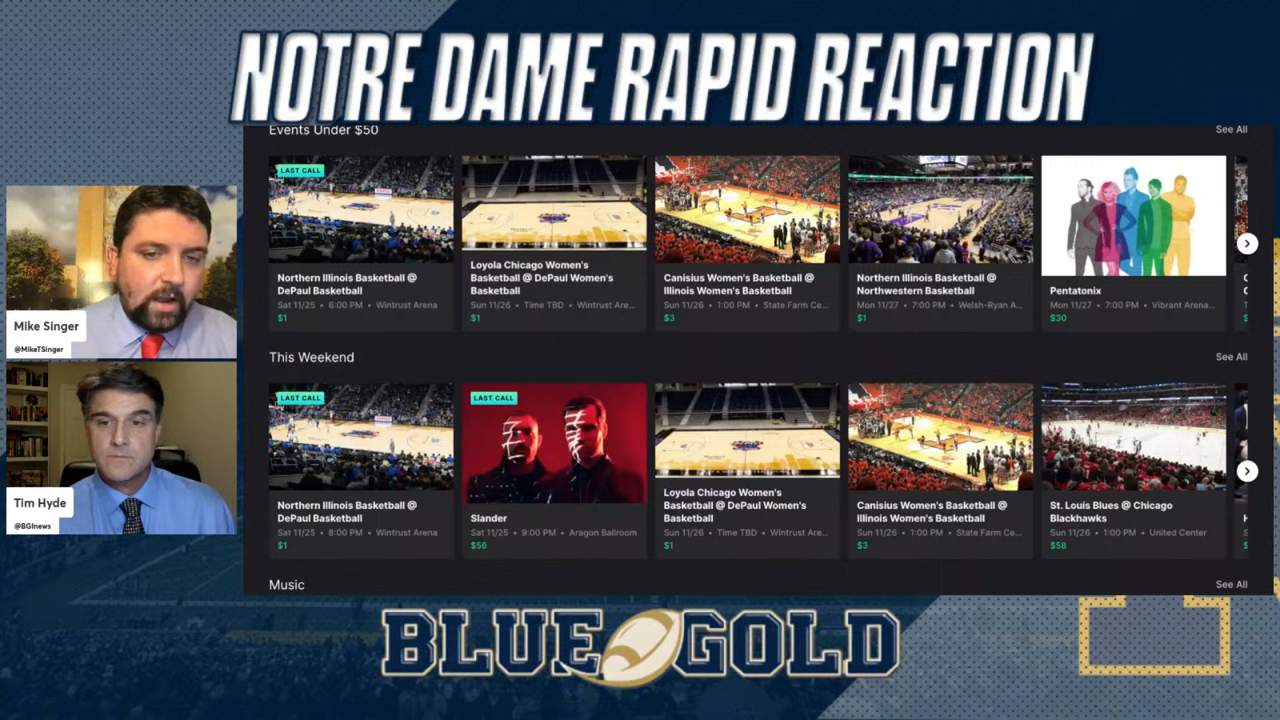 NOTRE DAME RAPID REACTION
Events Under $50
See All
LAST CALL
Northern Illinois Basketball @
DePaul Basketball
Sat 11/25 • 8:00 PM • Wintrust Arena
$1
Loyola Chicago Women's
Basketball @ DePaul Women's
Basketball
Sun 11/26 • Time TBD • Wintrust Are...
$1
Canisius Women's Basketball @
Illinois Women's Basketball
Sun 11/26 • 1:00 PM • State Farm Ce...
$3
Northern Illinois Basketball @
Northwestern Basketball
Mon 11/27 • 7:00 PM • Welsh-Ryan A...
$1
Pentatonix
Mon 11/27 • 7:00 PM • Vibrant Arena...
$30
Mike Singer
@MikeTSinger
This Weekend
See All
LAST CALL
Northern Illinois Basketball @
DePaul Basketball
Sat 11/25 • 8:00 PM • Wintrust Arena
$1
LAST CALL
Slander
Sat 11/25 • 9:00 PM • Aragon Ballroom
$56
Loyola Chicago Women's
Basketball @ DePaul Women's
Basketball
Sun 11/26 • Time TBD • Wintrust Are...
$1
Canisius Women's Basketball @
Illinois Women's Basketball
Sun 11/26 • 1:00 PM • State Farm Ce...
$3
St. Louis Blues @ Chicago
Blackhawks
Sun 11/26 • 1:00 PM • United Center
$58
Tim Hyde
@BGInews
Music
See All
BLUE GOLD